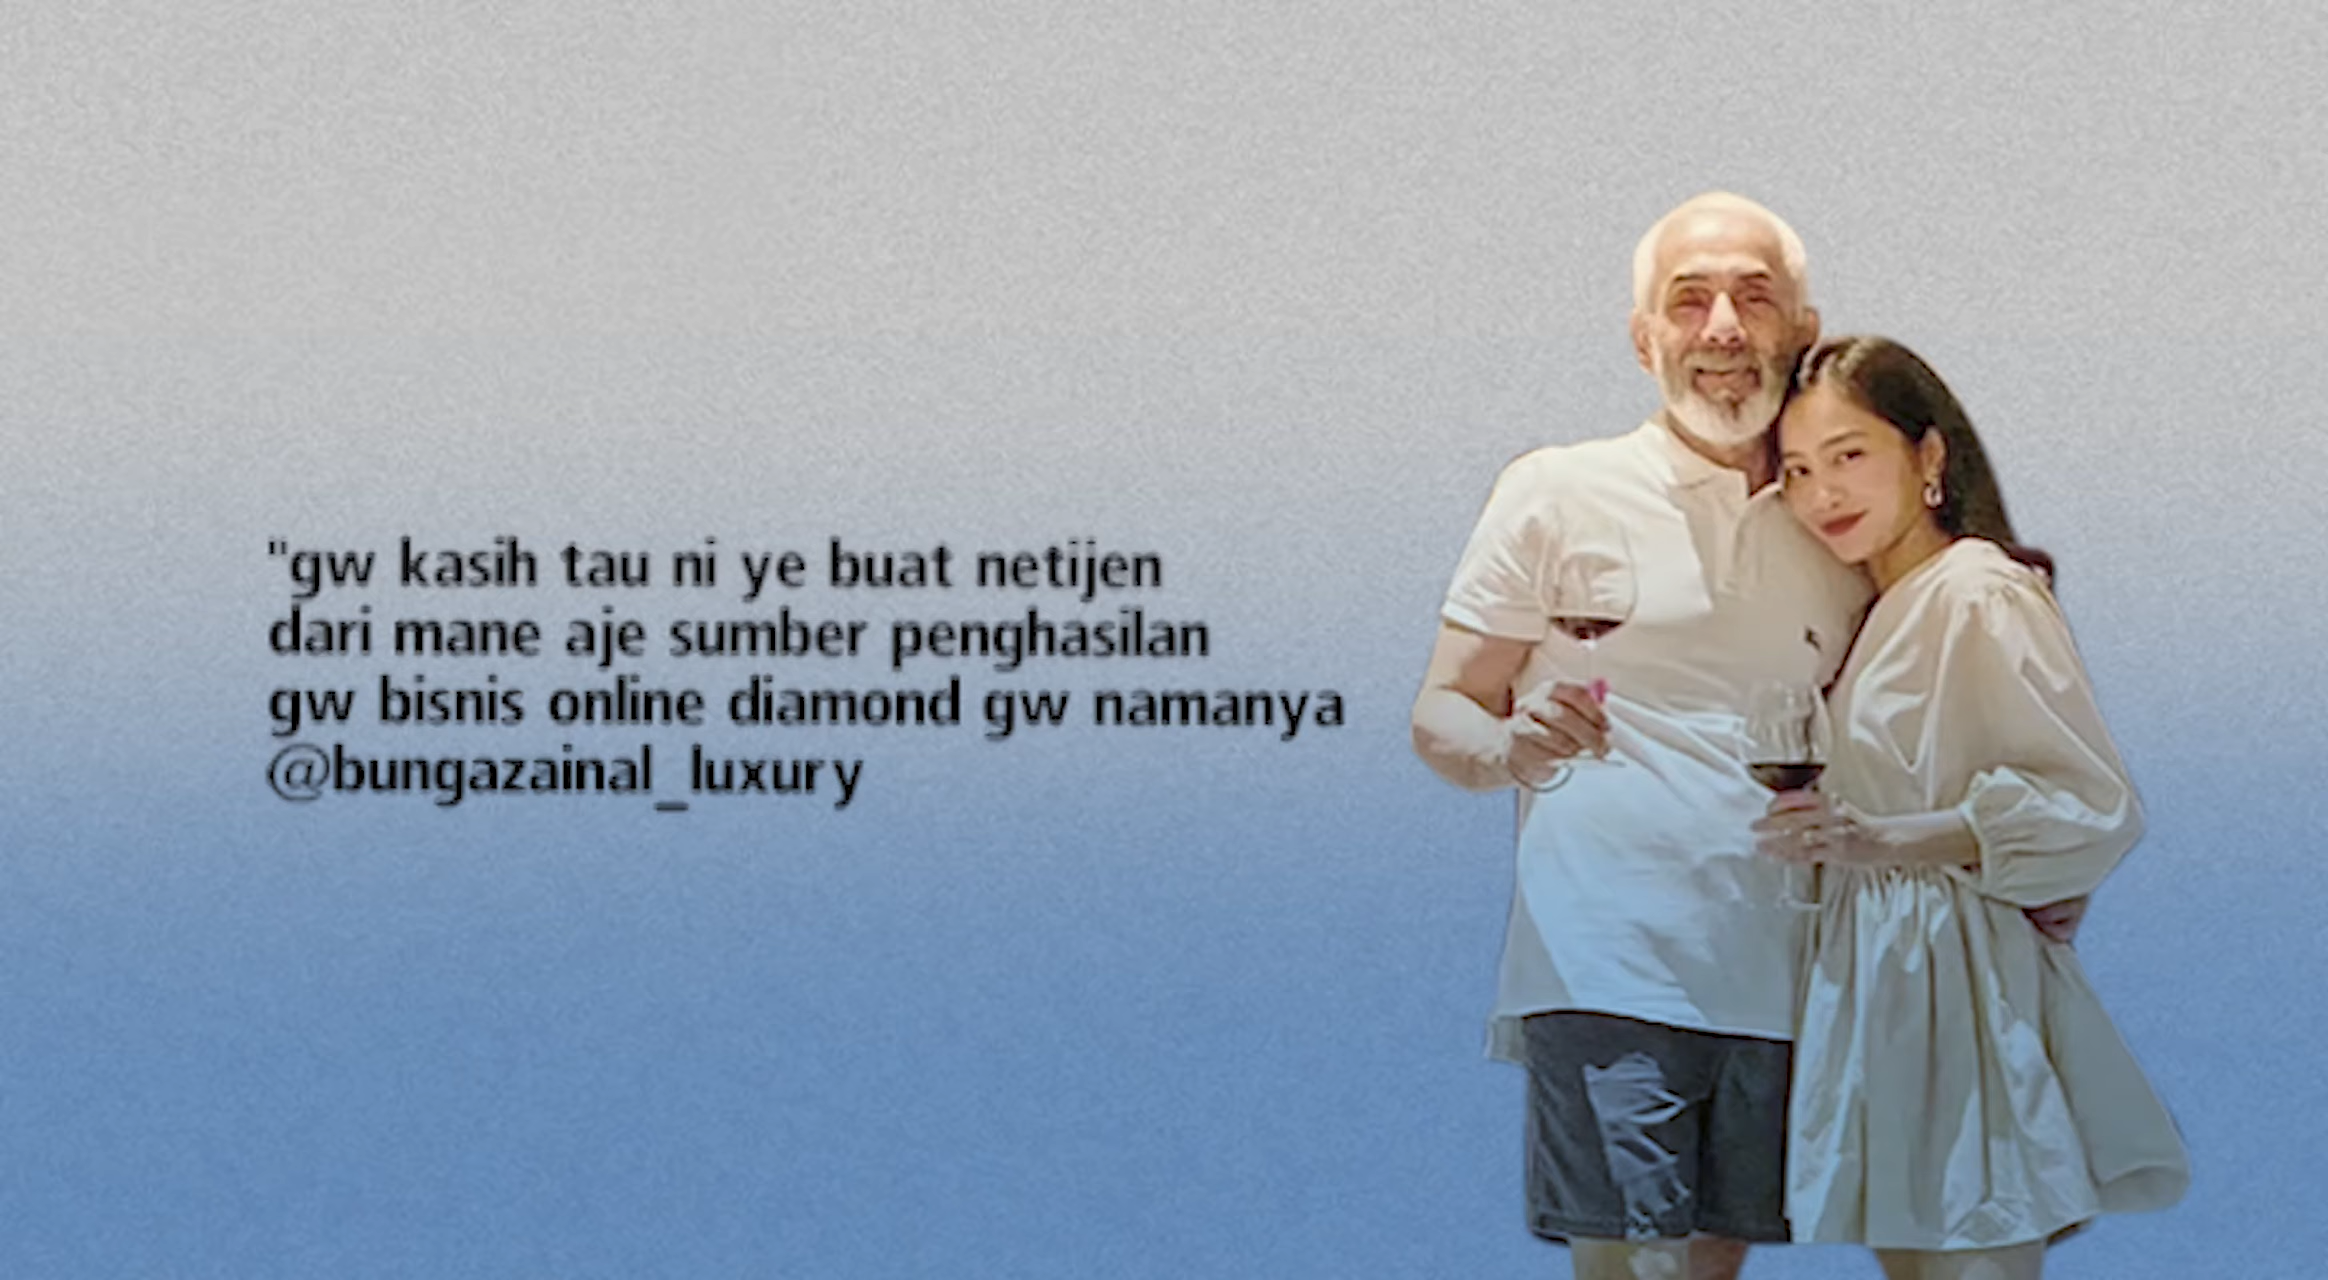 "gw kasih tau ni ye buat netijen
dari mane aje sumber penghasilan
gw bisnis online diamond gw namanya
@bungazainal_luxury